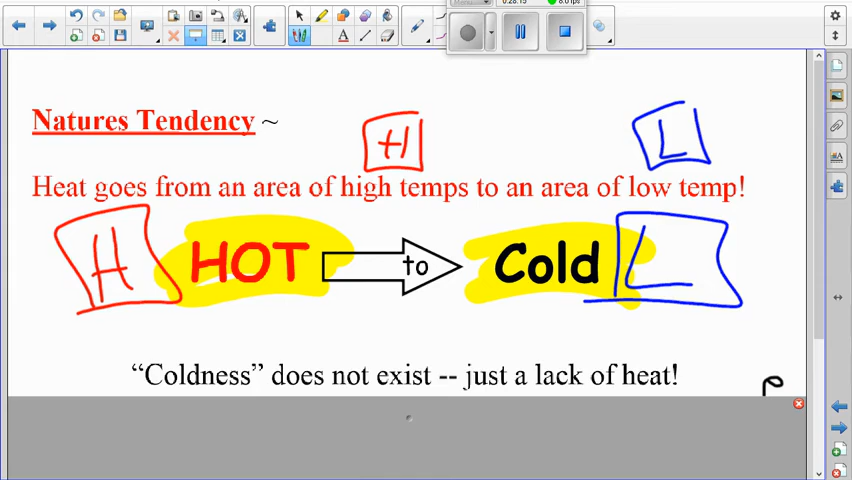 Natures Tendency ~
H
L
Heat goes from an area of high temps to an area of low temp!
H HOT to Cold L
“Coldness” does not exist -- just a lack of heat!